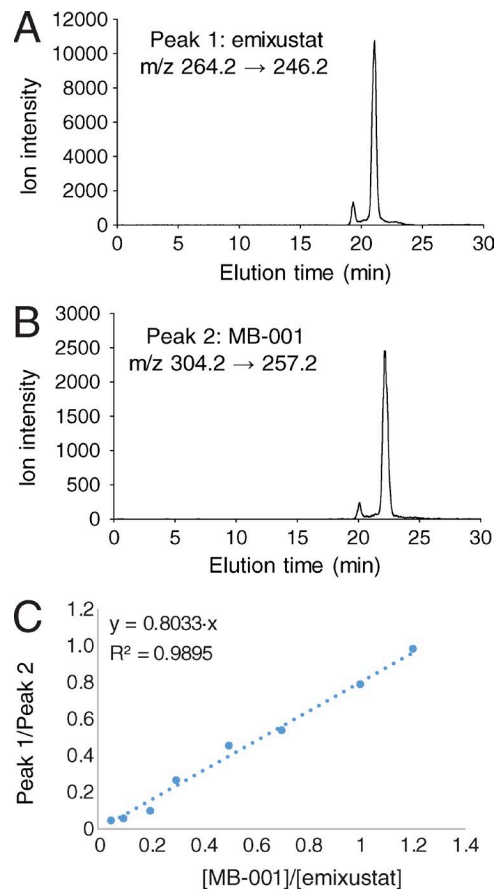 A
12000
10000
8000
6000
4000
2000
0
Ion intensity
Peak 1: emixustat
m/z 264.2 → 246.2
0 5 10 15 20 25 30
Elution time (min)
B
3000
2500
2000
1500
1000
500
0
Ion intensity
Peak 2: MB-001
m/z 304.2 → 257.2
0 5 10 15 20 25 30
Elution time (min)
C
1.2
1.0
0.8
0.6
0.4
0.2
0
Peak 1/Peak 2
y = 0.8033·x
R² = 0.9895
0 0.2 0.4 0.6 0.8 1.0 1.2 1.4
[MB-001]/[emixustat]